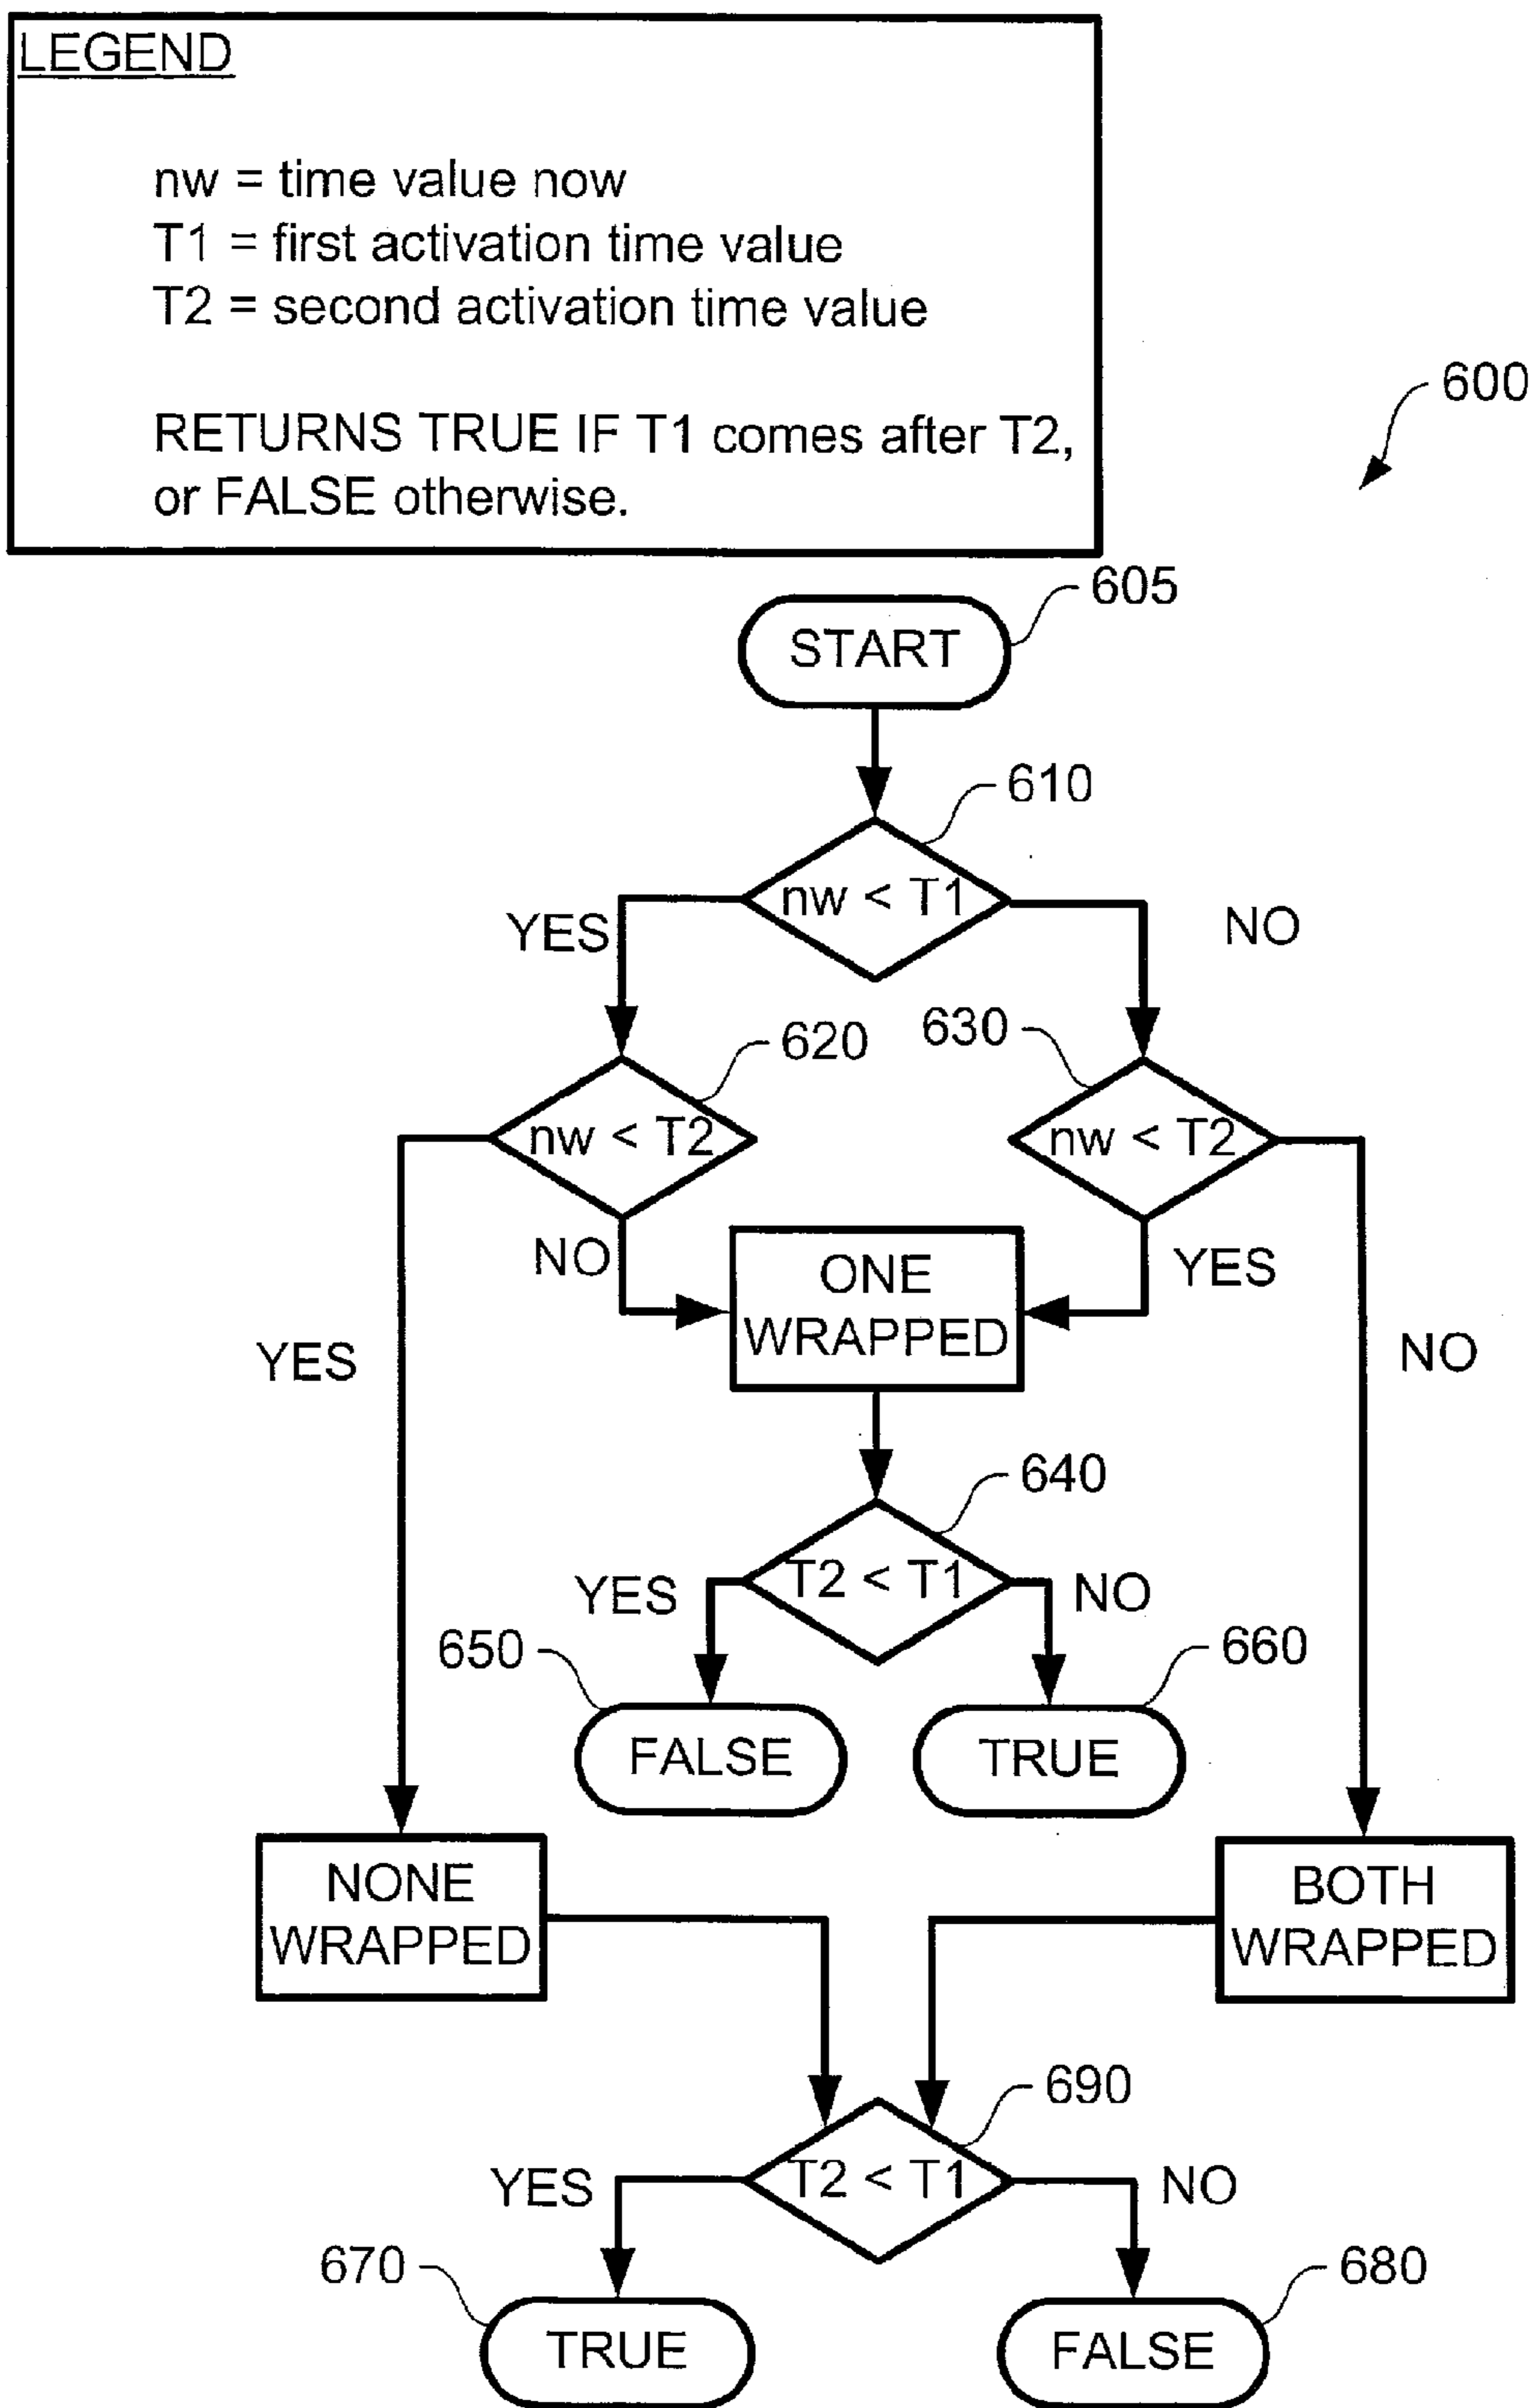 LEGEND
nw = time value now
T1 = first activation time value
T2 = second activation time value
RETURNS TRUE IF T1 comes after T2,
or FALSE otherwise.
600
605
START
610
nw < T1
YES
NO
620
630
nw < T2
nw < T2
NO
ONE
WRAPPED
YES
YES
NO
640
T2 < T1
YES
NO
650
660
FALSE
TRUE
NONE
WRAPPED
BOTH
WRAPPED
690
T2 < T1
YES
NO
670
680
TRUE
FALSE